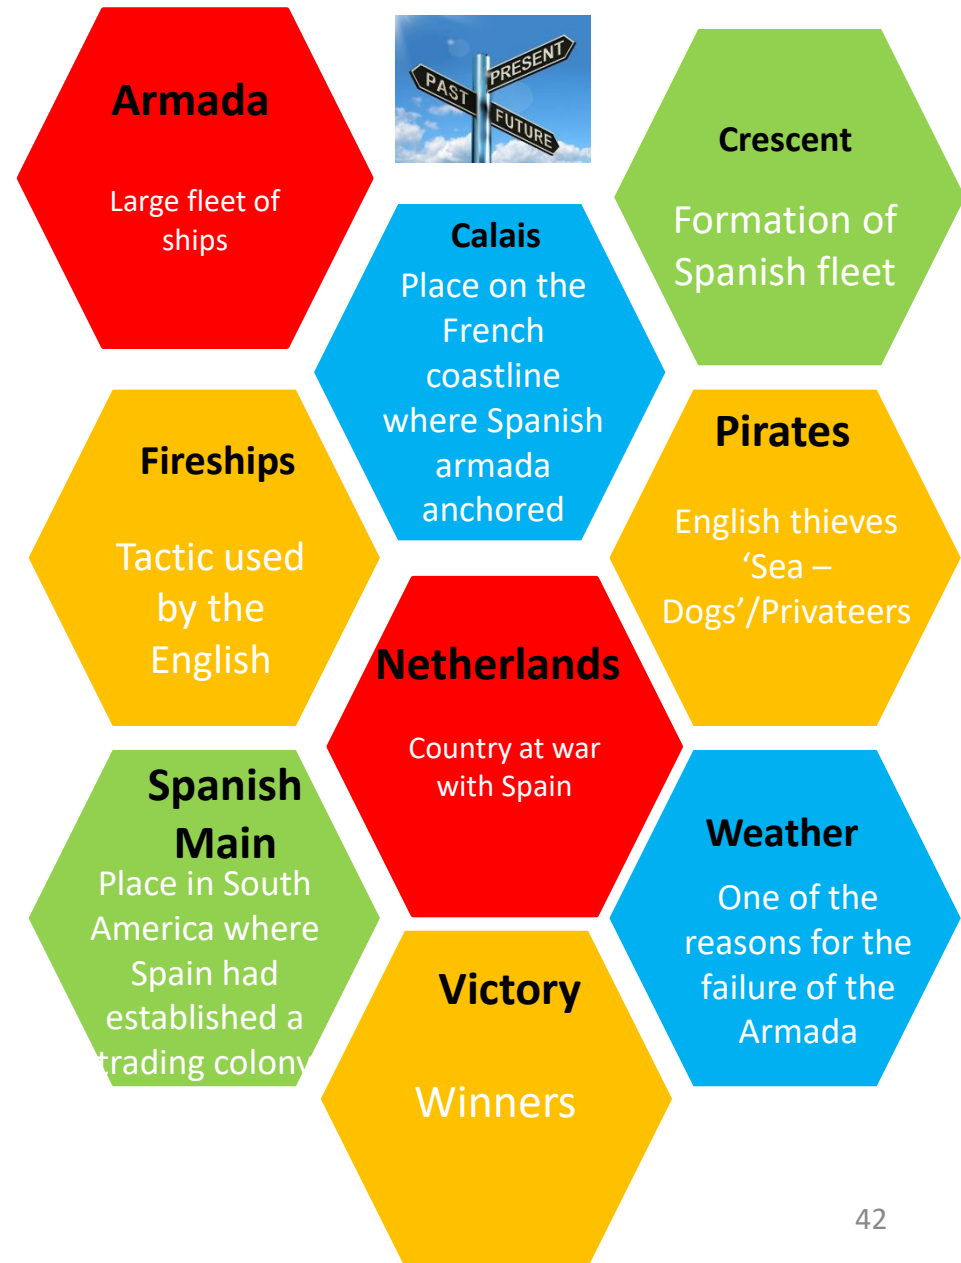 Armada
Large fleet of
ships
PAST
PRESENT
FUTURE
Crescent
Formation of
Spanish fleet
Calais
Place on the
French
coastline
where Spanish
armada
anchored
Fireships
Tactic used
by the
English
Pirates
English thieves
‘Sea –
Dogs’/Privateers
Netherlands
Country at war
with Spain
Spanish
Main
Place in South
America where
Spain had
established a
trading colony
Weather
One of the
reasons for the
failure of the
Armada
Victory
Winners
42